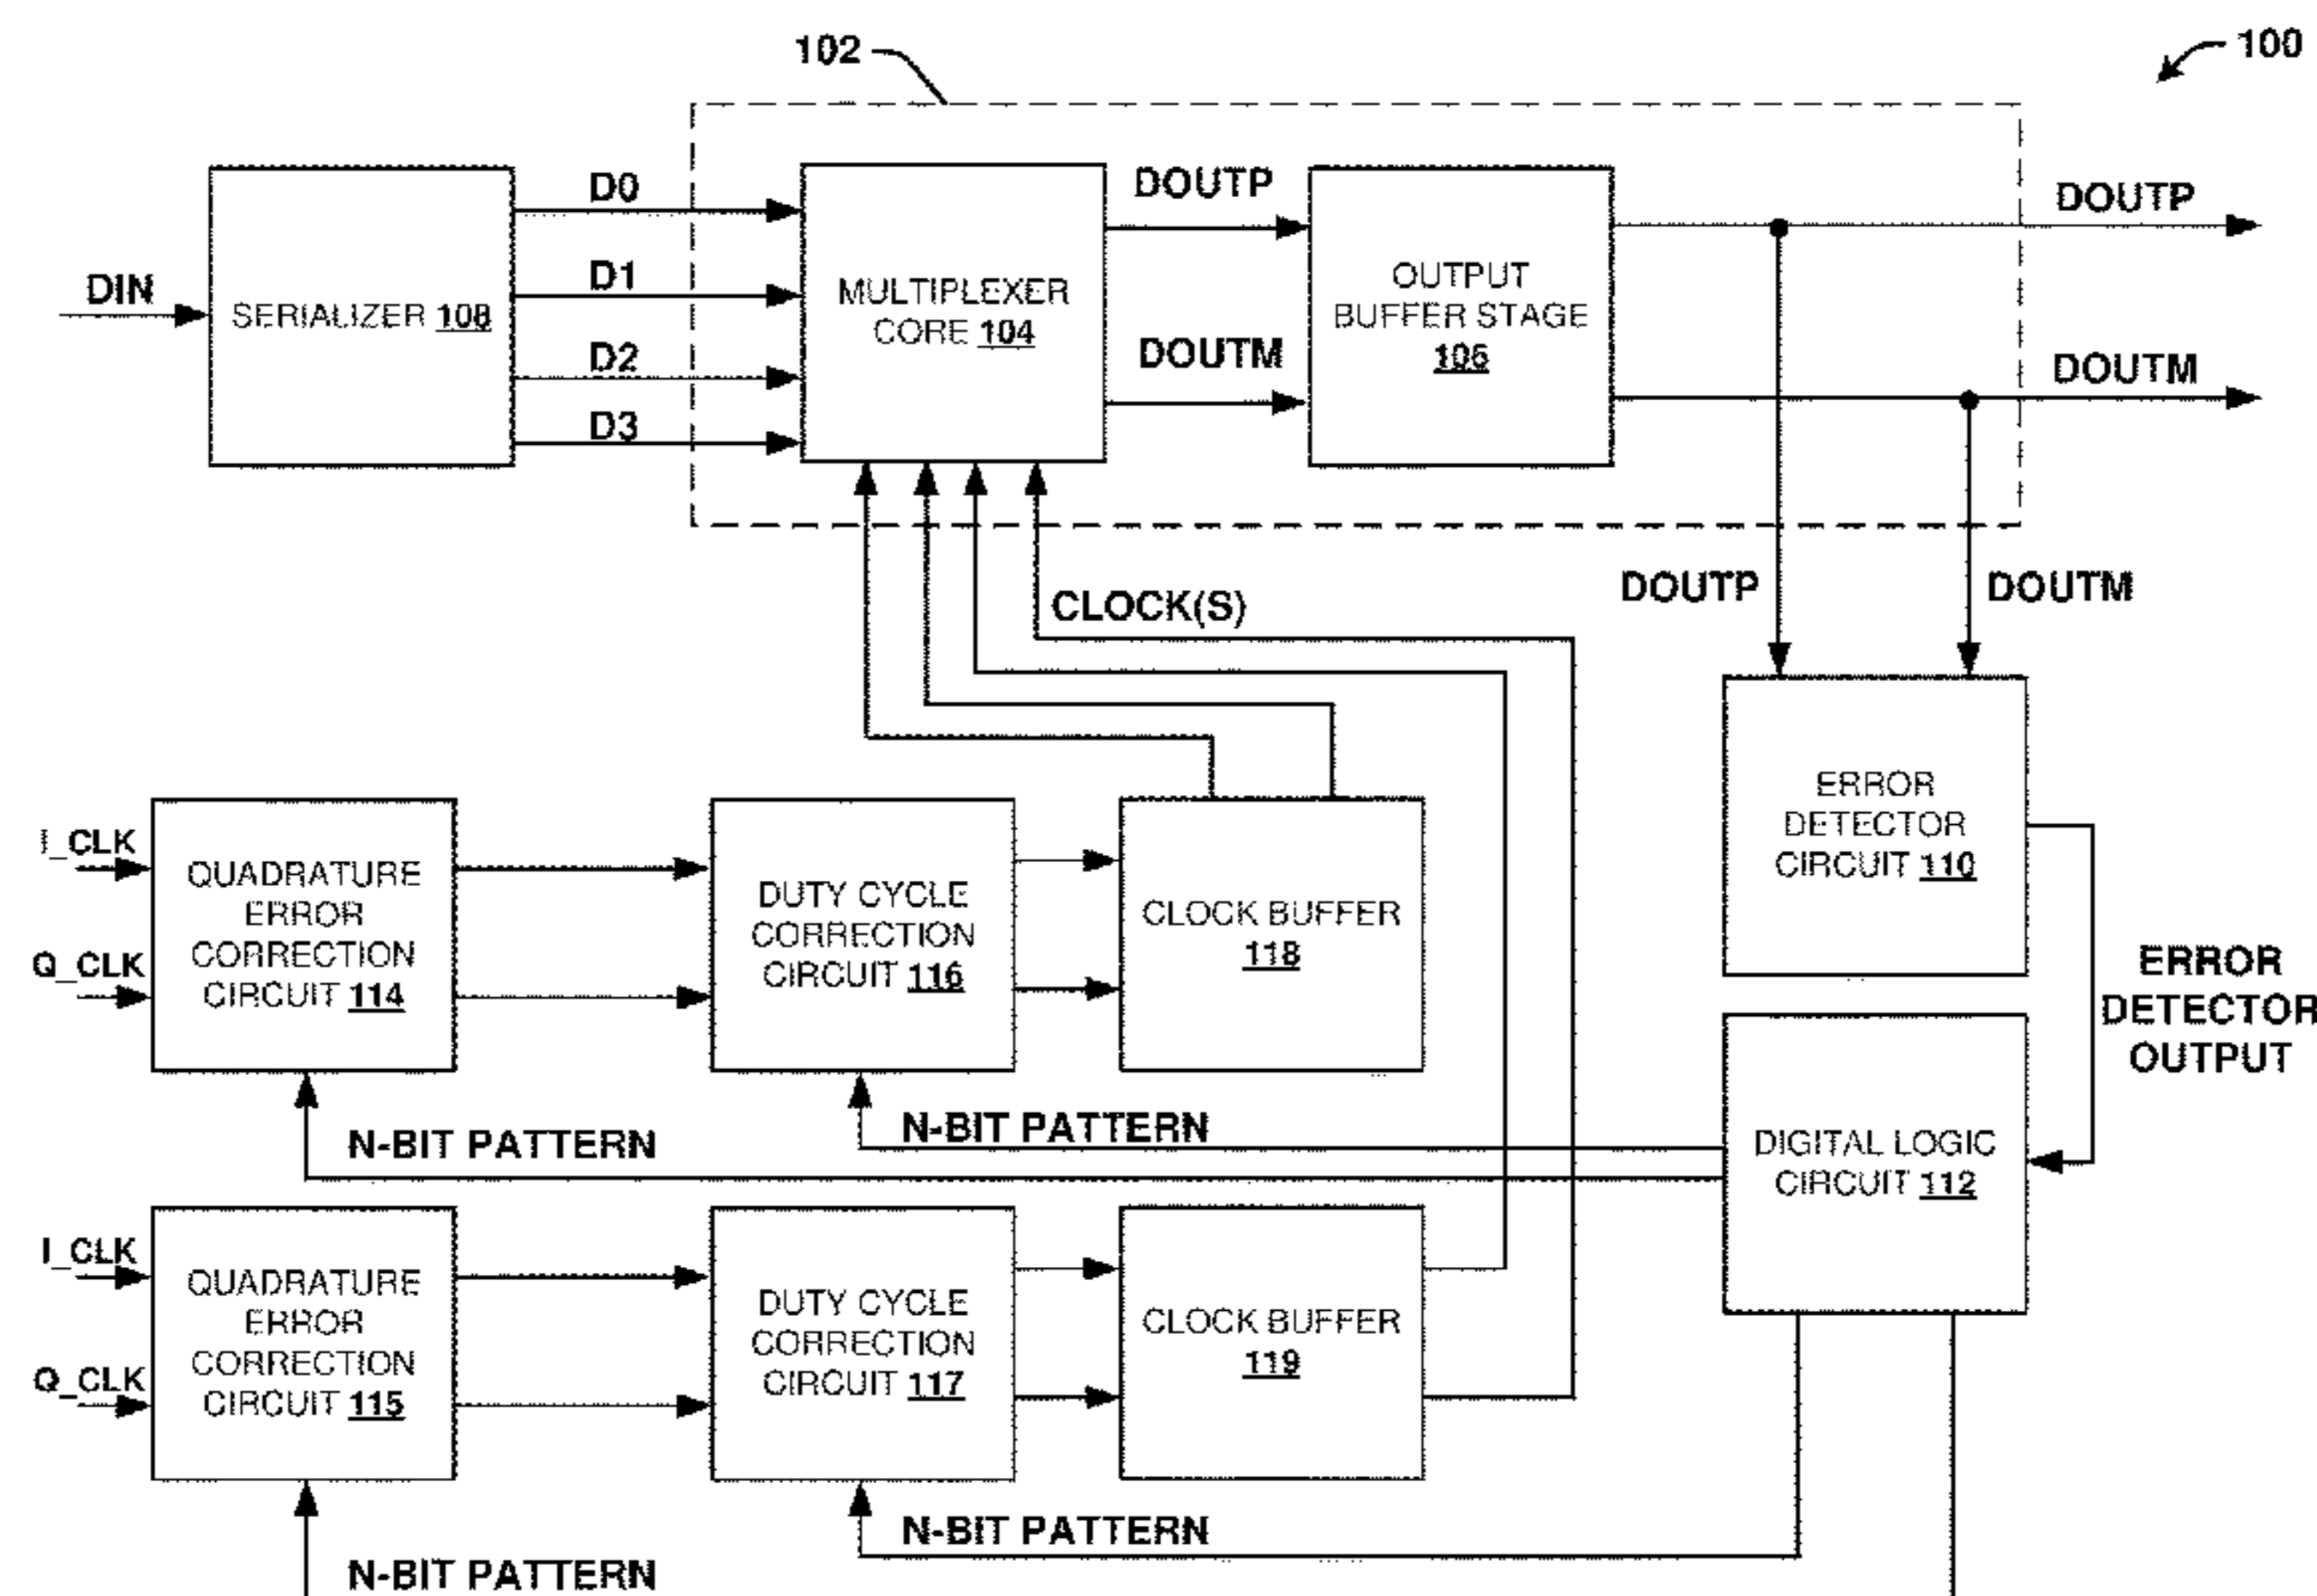 102
100
D0
D1
D2
D3
DIN
SERIALIZER 108
MULTIPLEXER
CORE 104
DOUTP
DOUTM
OUTPUT
BUFFER STAGE
106
DOUTP
DOUTM
DOUTP
DOUTM
CLOCK(S)
ERROR
DETECTOR
CIRCUIT 110
ERROR
DETECTOR
OUTPUT
I_CLK
Q_CLK
QUADRATURE
ERROR
CORRECTION
CIRCUIT 114
DUTY CYCLE
CORRECTION
CIRCUIT 116
CLOCK BUFFER
118
N-BIT PATTERN
N-BIT PATTERN
DIGITAL LOGIC
CIRCUIT 112
I_CLK
Q_CLK
QUADRATURE
ERROR
CORRECTION
CIRCUIT 115
DUTY CYCLE
CORRECTION
CIRCUIT 117
CLOCK BUFFER
119
N-BIT PATTERN
N-BIT PATTERN